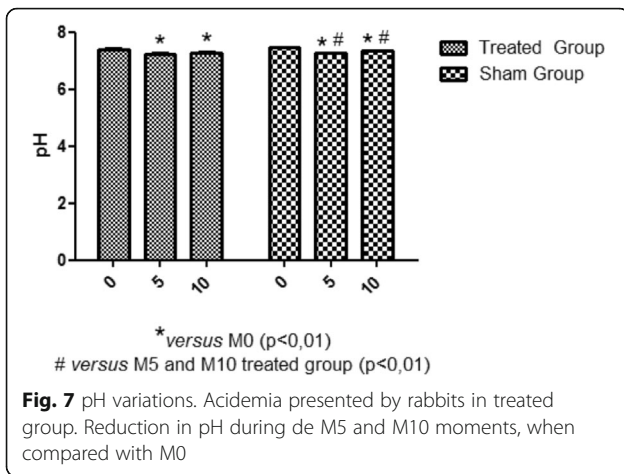 8
6
4
2
0
pH
* *
* # * #
0 5 10 0 5 10
Treated Group
Sham Group
*versus M0 (p<0,01)
# versus M5 and M10 treated group (p<0,01)
Fig. 7 pH variations. Acidemia presented by rabbits in treated
group. Reduction in pH during de M5 and M10 moments, when
compared with M0